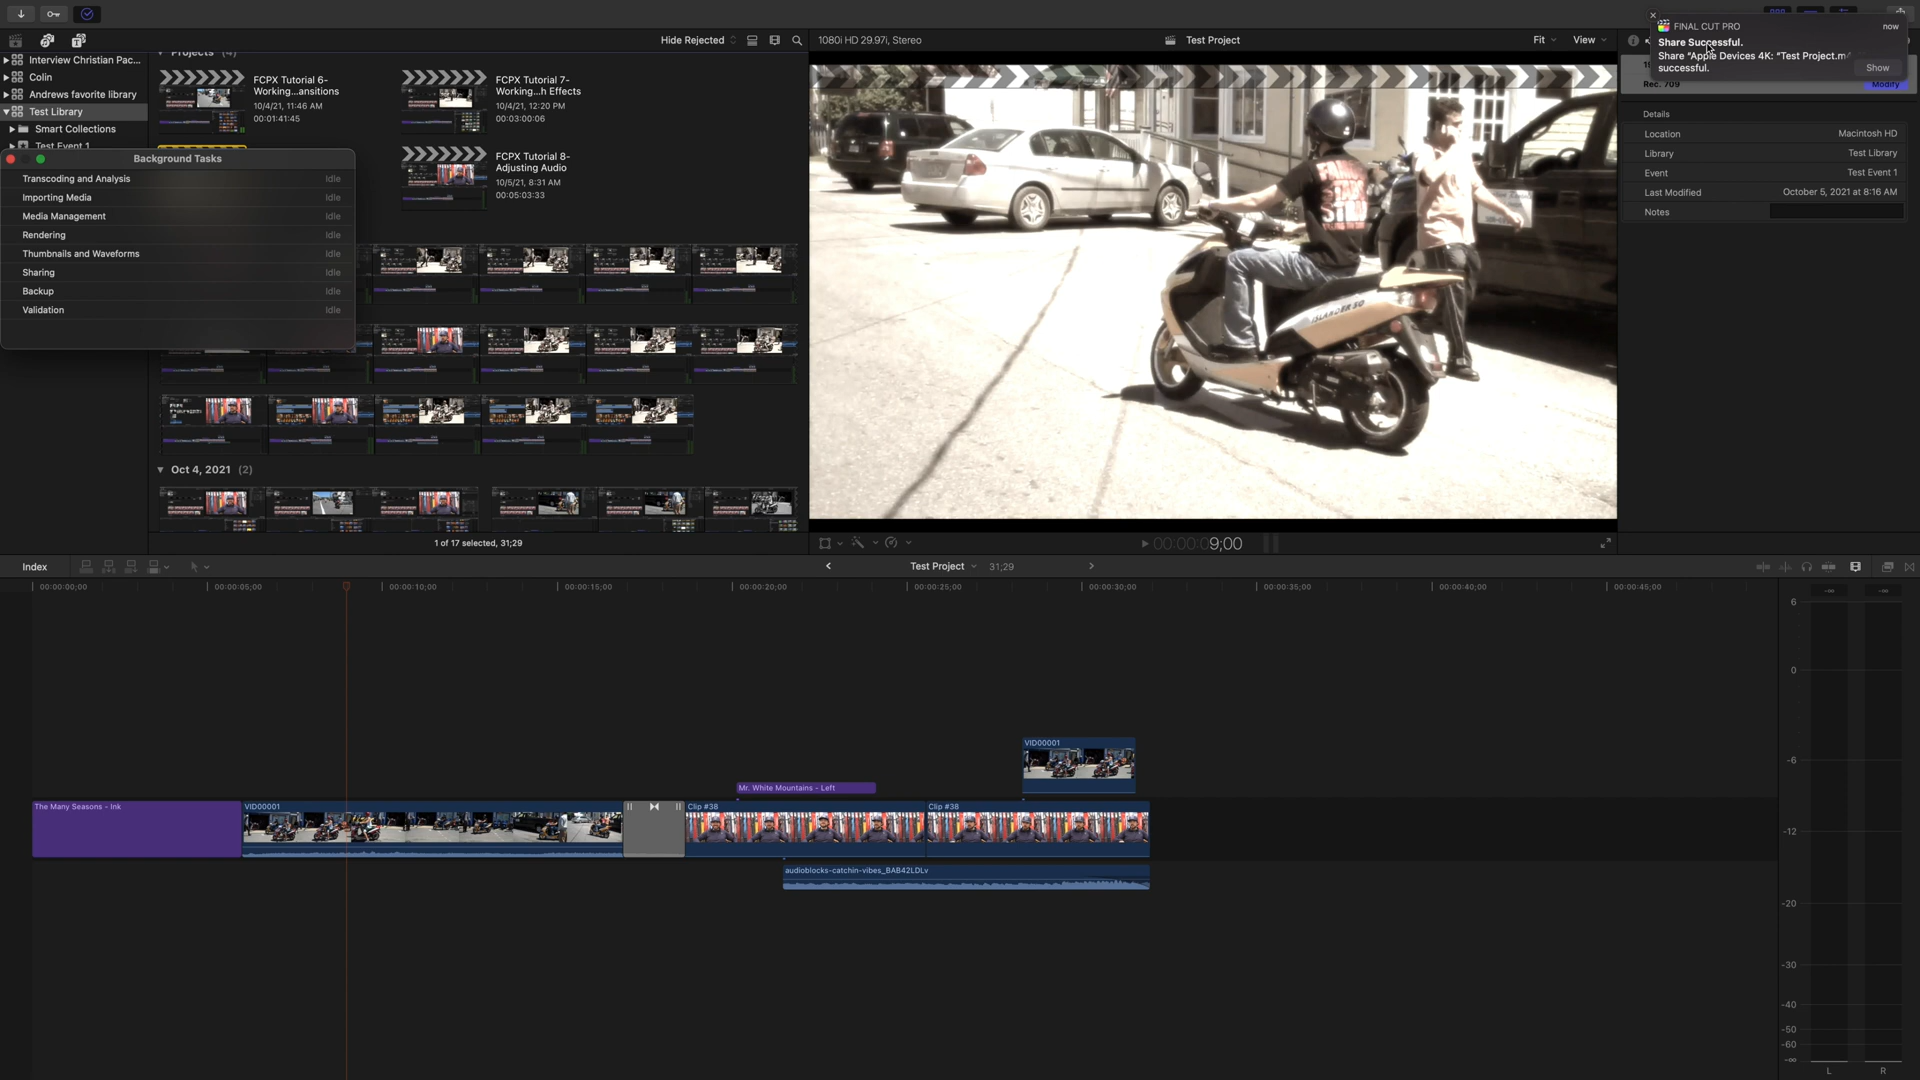 Hide Rejected
1080i HD 29.97i, Stereo
Test Project
Fit
View
FINAL CUT PRO
now
Share Successful.
Share “Apple Devices 4K: “Test Project.m
successful.
Show
Rec. 709
Modify
Interview Christian Pac...
Colin
Andrews favorite library
Test Library
Smart Collections
Test Event 1
Projects (4)
FCPX Tutorial 6-
Working...ansitions
10/4/21, 11:46 AM
00:01:41:45
FCPX Tutorial 7-
Working...h Effects
10/4/21, 12:20 PM
00:03:00:06
FCPX Tutorial 8-
Adjusting Audio
10/5/21, 8:31 AM
00:05:03:33
Background Tasks
Transcoding and Analysis Idle
Importing Media Idle
Media Management Idle
Rendering Idle
Thumbnails and Waveforms Idle
Sharing Idle
Backup Idle
Validation Idle
Oct 4, 2021 (2)
1 of 17 selected, 31;29
ISLANDER 50
00:00:09;00
Details
Location Macintosh HD
Library Test Library
Event Test Event 1
Last Modified October 5, 2021 at 8:16 AM
Notes
Index
Test Project
31;29
00:00:00;00
00:00:05;00
00:00:10;00
00:00:15;00
00:00:20;00
00:00:25;00
00:00:30;00
00:00:35;00
00:00:40;00
00:00:45;00
VID00001
Mr. White Mountains - Left
The Many Seasons - Ink
VID00001
Clip #38
Clip #38
audioblocks-catchin-vibes_BAB42LDLv
-∞
-∞
6
0
-6
-12
-20
-30
-40
-50
-60
-∞
L
R